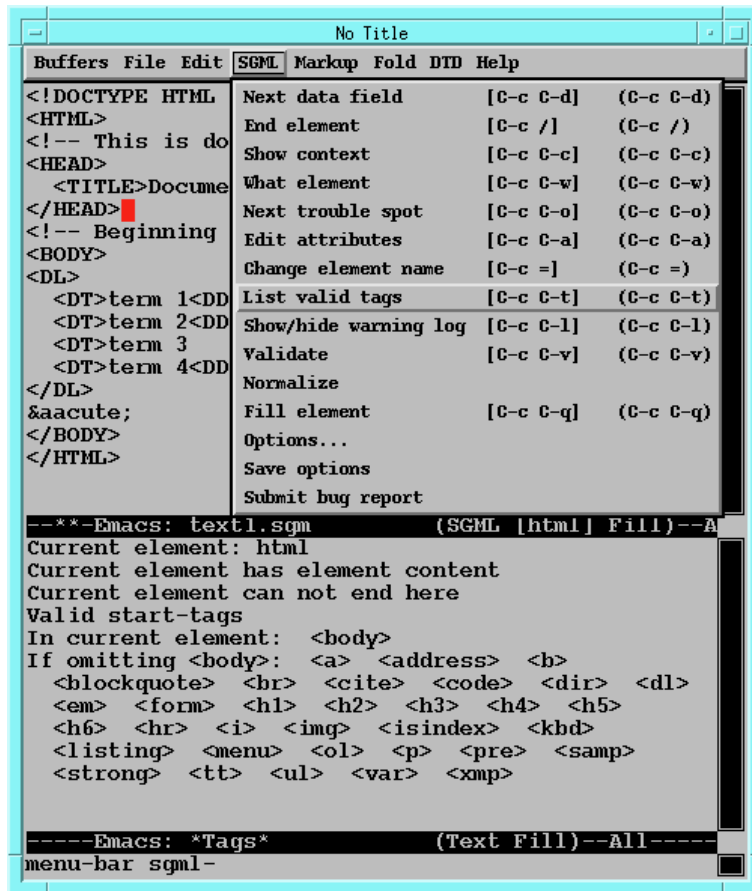 No Title
Buffers File Edit SGML Markup Fold DTD Help
<!DOCTYPE HTML
<HTML>
<!-- This is do
<HEAD>
<TITLE>Docume
</HEAD>
<!-- Beginning
<BODY>
<DL>
<DT>term 1<DD
<DT>term 2<DD
<DT>term 3
<DT>term 4<DD
</DL>
&aacute;
</BODY>
</HTML>
Next data field [C-c C-d] (C-c C-d)
End element [C-c /] (C-c /)
Show context [C-c C-c] (C-c C-c)
What element [C-c C-w] (C-c C-w)
Next trouble spot [C-c C-o] (C-c C-o)
Edit attributes [C-c C-a] (C-c C-a)
Change element name [C-c =] (C-c =)
List valid tags [C-c C-t] (C-c C-t)
Show/hide warning log [C-c C-l] (C-c C-l)
Validate [C-c C-v] (C-c C-v)
Normalize
Fill element [C-c C-q] (C-c C-q)
Options...
Save options
Submit bug report
--**-Emacs: text1.sgm (SGML [html] Fill)--A
Current element: html
Current element has element content
Current element can not end here
Valid start-tags
In current element: <body>
If omitting <body>: <a> <address> <b>
<blockquote> <br> <cite> <code> <dir> <dl>
<em> <form> <h1> <h2> <h3> <h4> <h5>
<h6> <hr> <i> <img> <isindex> <kbd>
<listing> <menu> <ol> <p> <pre> <samp>
<strong> <tt> <ul> <var> <xmp>
-----Emacs: *Tags* (Text Fill)--All-----
menu-bar sgml-